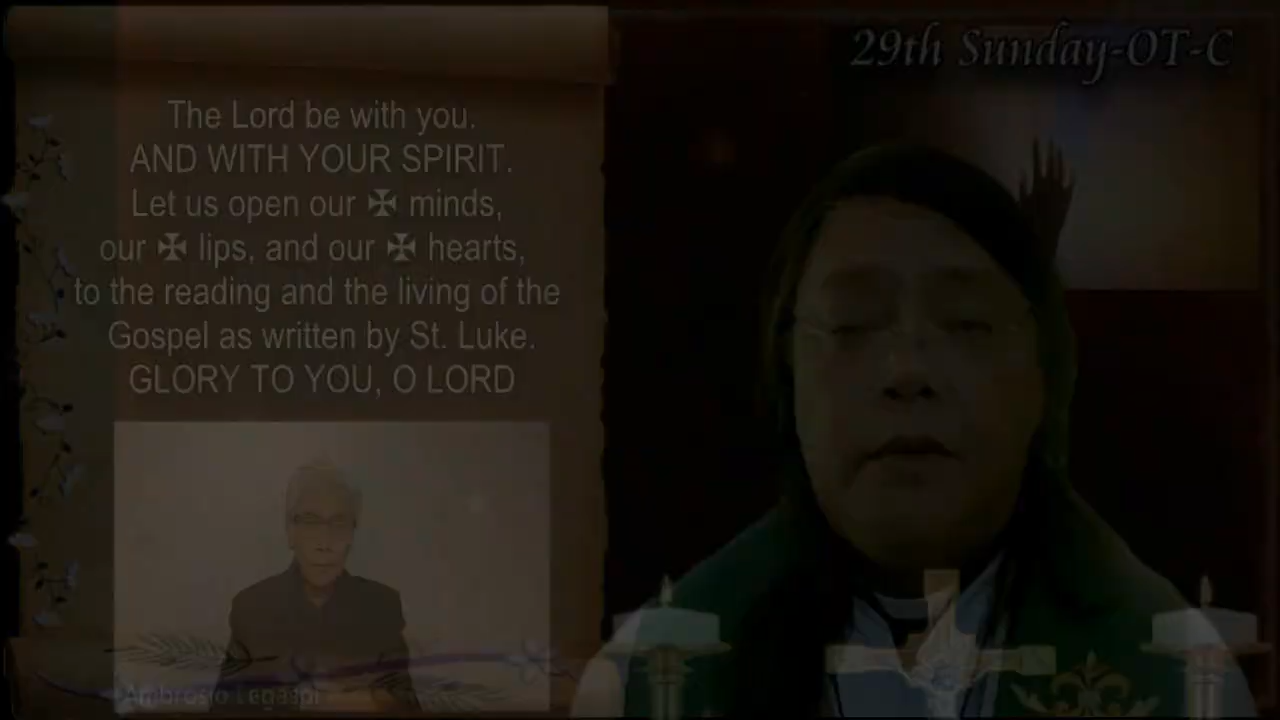 29th Sunday-OT-C
The Lord be with you.
AND WITH YOUR SPIRIT.
Let us open our ✠ minds,
our ✠ lips, and our ✠ hearts,
to the reading and the living of the
Gospel as written by St. Luke.
GLORY TO YOU, O LORD
Ambrosio Legaspi